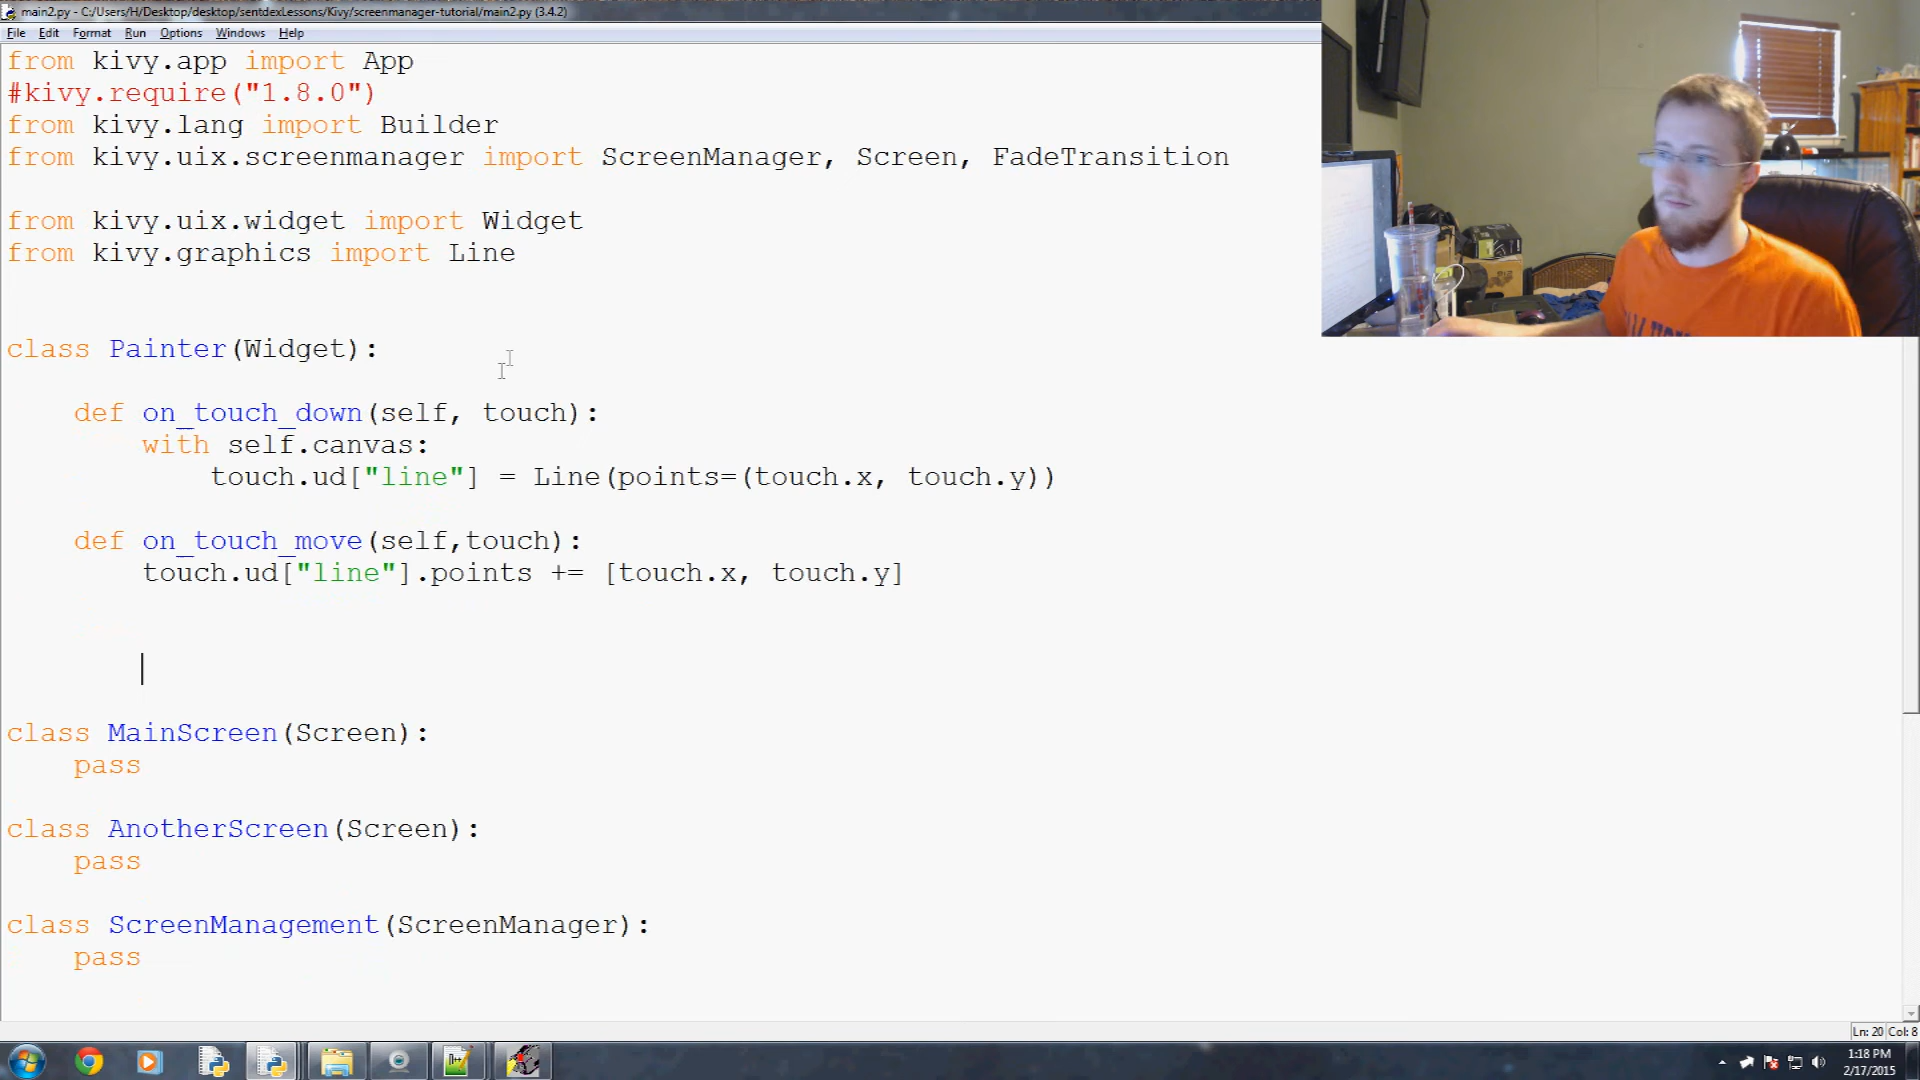 main2.py - C:/Users/H/Desktop/desktop/sentdexLessons/Kivy/screenmanager-tutorial/main2.py (3.4.2)
File Edit Format Run Options Windows Help
from kivy.app import App
#kivy.require("1.8.0")
from kivy.lang import Builder
from kivy.uix.screenmanager import ScreenManager, Screen, FadeTransition
from kivy.uix.widget import Widget
from kivy.graphics import Line
class Painter(Widget):
def on_touch_down(self, touch):
with self.canvas:
touch.ud["line"] = Line(points=(touch.x, touch.y))
def on_touch_move(self,touch):
touch.ud["line"].points += [touch.x, touch.y]
class MainScreen(Screen):
pass
class AnotherScreen(Screen):
pass
class ScreenManagement(ScreenManager):
pass
Ln: 20 Col: 8
1:18 PM
2/17/2015